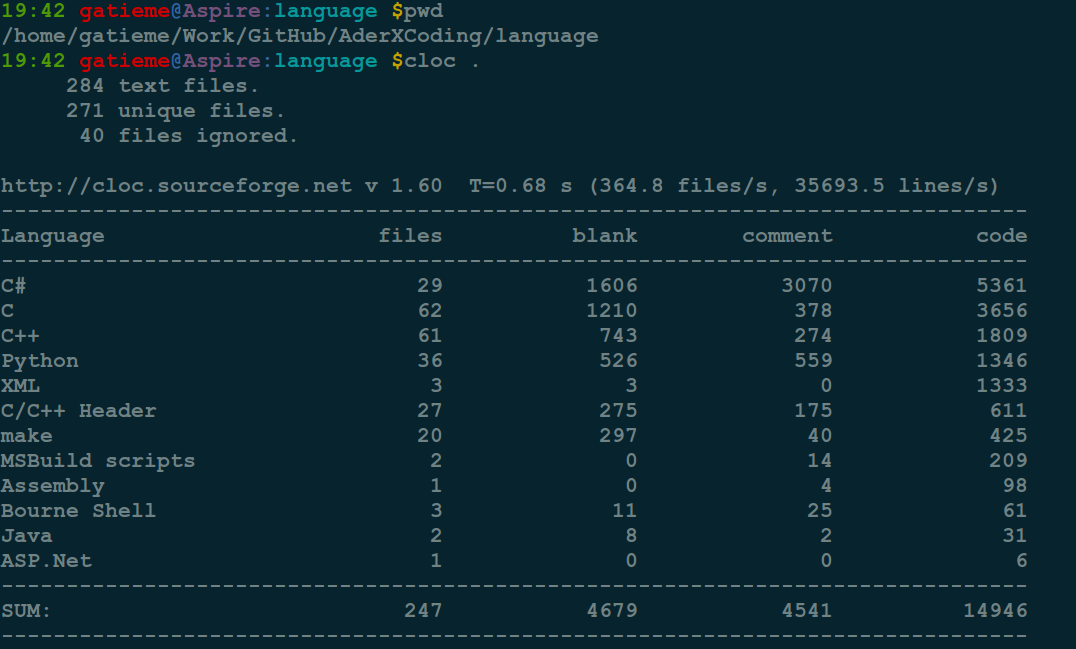 19:42 gatieme@Aspire:language $pwd
/home/gatieme/Work/GitHub/AderXCoding/language
19:42 gatieme@Aspire:language $cloc .
     284 text files.
     271 unique files.
      40 files ignored.

http://cloc.sourceforge.net v 1.60  T=0.68 s (364.8 files/s, 35693.5 lines/s)
-------------------------------------------------------------------------------
Language                     files          blank        comment           code
-------------------------------------------------------------------------------
C#                              29           1606           3070           5361
C                               62           1210            378           3656
C++                             61            743            274           1809
Python                          36            526            559           1346
XML                              3              3              0           1333
C/C++ Header                    27            275            175            611
make                            20            297             40            425
MSBuild scripts                  2              0             14            209
Assembly                         1              0              4             98
Bourne Shell                     3             11             25             61
Java                             2              8              2             31
ASP.Net                          1              0              0              6
-------------------------------------------------------------------------------
SUM:                           247           4679           4541          14946
-------------------------------------------------------------------------------